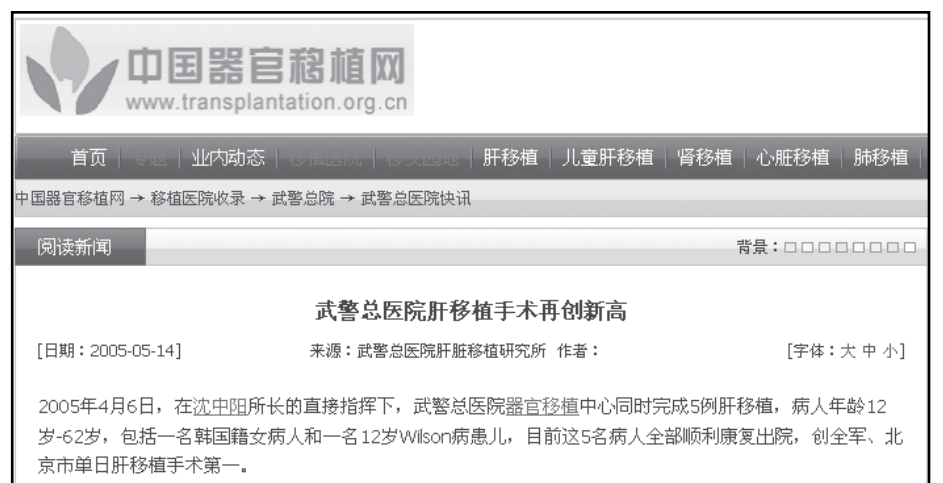 中国器官移植网
www.transplantation.org.cn
首页 | 专题 | 业内动态 | 移植医院 | 移友园地 | 肝移植 | 儿童肝移植 | 肾移植 | 心脏移植 | 肺移植
中国器官移植网 → 移植医院收录 → 武警总院 → 武警总医院快讯
阅读新闻 背景：□□□□□□□□
武警总医院肝移植手术再创新高
[日期：2005-05-14] 来源：武警总医院肝脏移植研究所 作者： [字体：大 中 小]
2005年4月6日，在沈中阳所长的直接指挥下，武警总医院器官移植中心同时完成5例肝移植，病人年龄12
岁-62岁，包括一名韩国籍女病人和一名12岁Wilson病患儿，目前这5名病人全部顺利康复出院，创全军、北
京市单日肝移植手术第一。